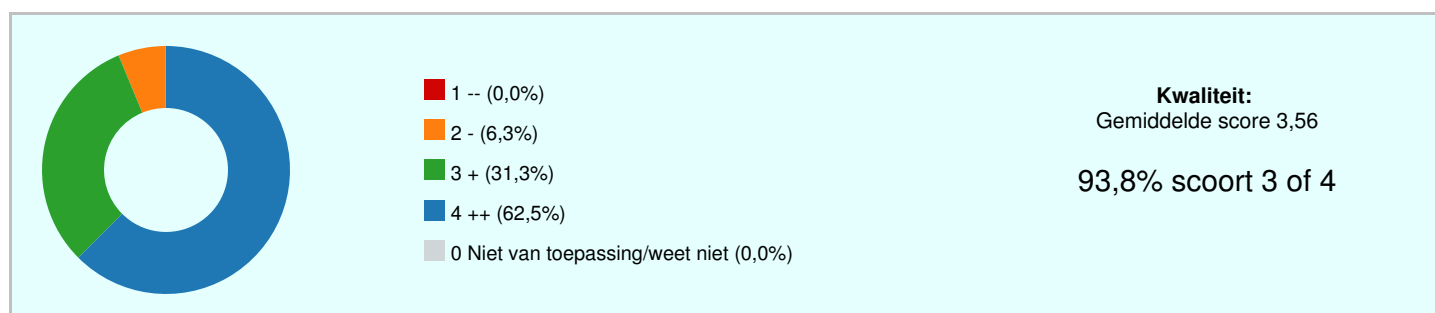 1 -- (0,0%)
2 - (6,3%)
3 + (31,3%)
4 ++ (62,5%)
0 Niet van toepassing/weet niet (0,0%)
Kwaliteit:
Gemiddelde score 3,56
93,8% scoort 3 of 4